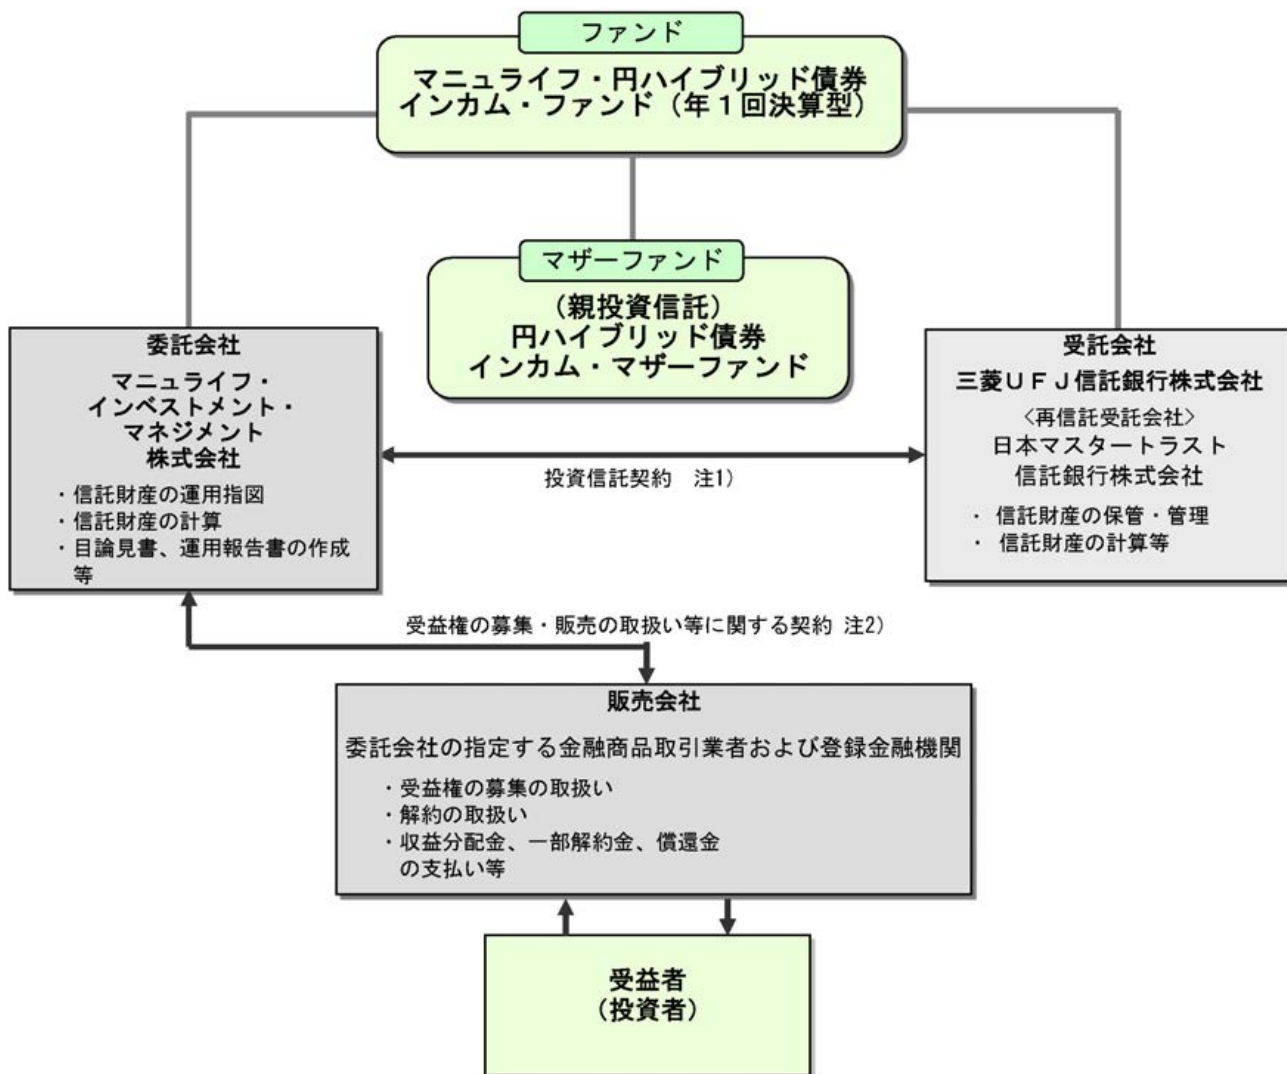 ファンド
マニュライフ・円ハイブリッド債券
インカム・ファンド（年１回決算型）
マザーファンド
（親投資信託）
円ハイブリッド債券
インカム・マザーファンド
委託会社
マニュライフ・
インベストメント・
マネジメント
株式会社
・信託財産の運用指図
・信託財産の計算
・目論見書、運用報告書の作成
等
受託会社
三菱ＵＦＪ信託銀行株式会社
＜再信託受託会社＞
日本マスタートラスト
信託銀行株式会社
・ 信託財産の保管・管理
・ 信託財産の計算等
投資信託契約　注1）
受益権の募集・販売の取扱い等に関する契約 注2）
販売会社
委託会社の指定する金融商品取引業者および登録金融機関
・受益権の募集の取扱い
・解約の取扱い
・収益分配金、一部解約金、償還金
の支払い等
受益者
（投資者）